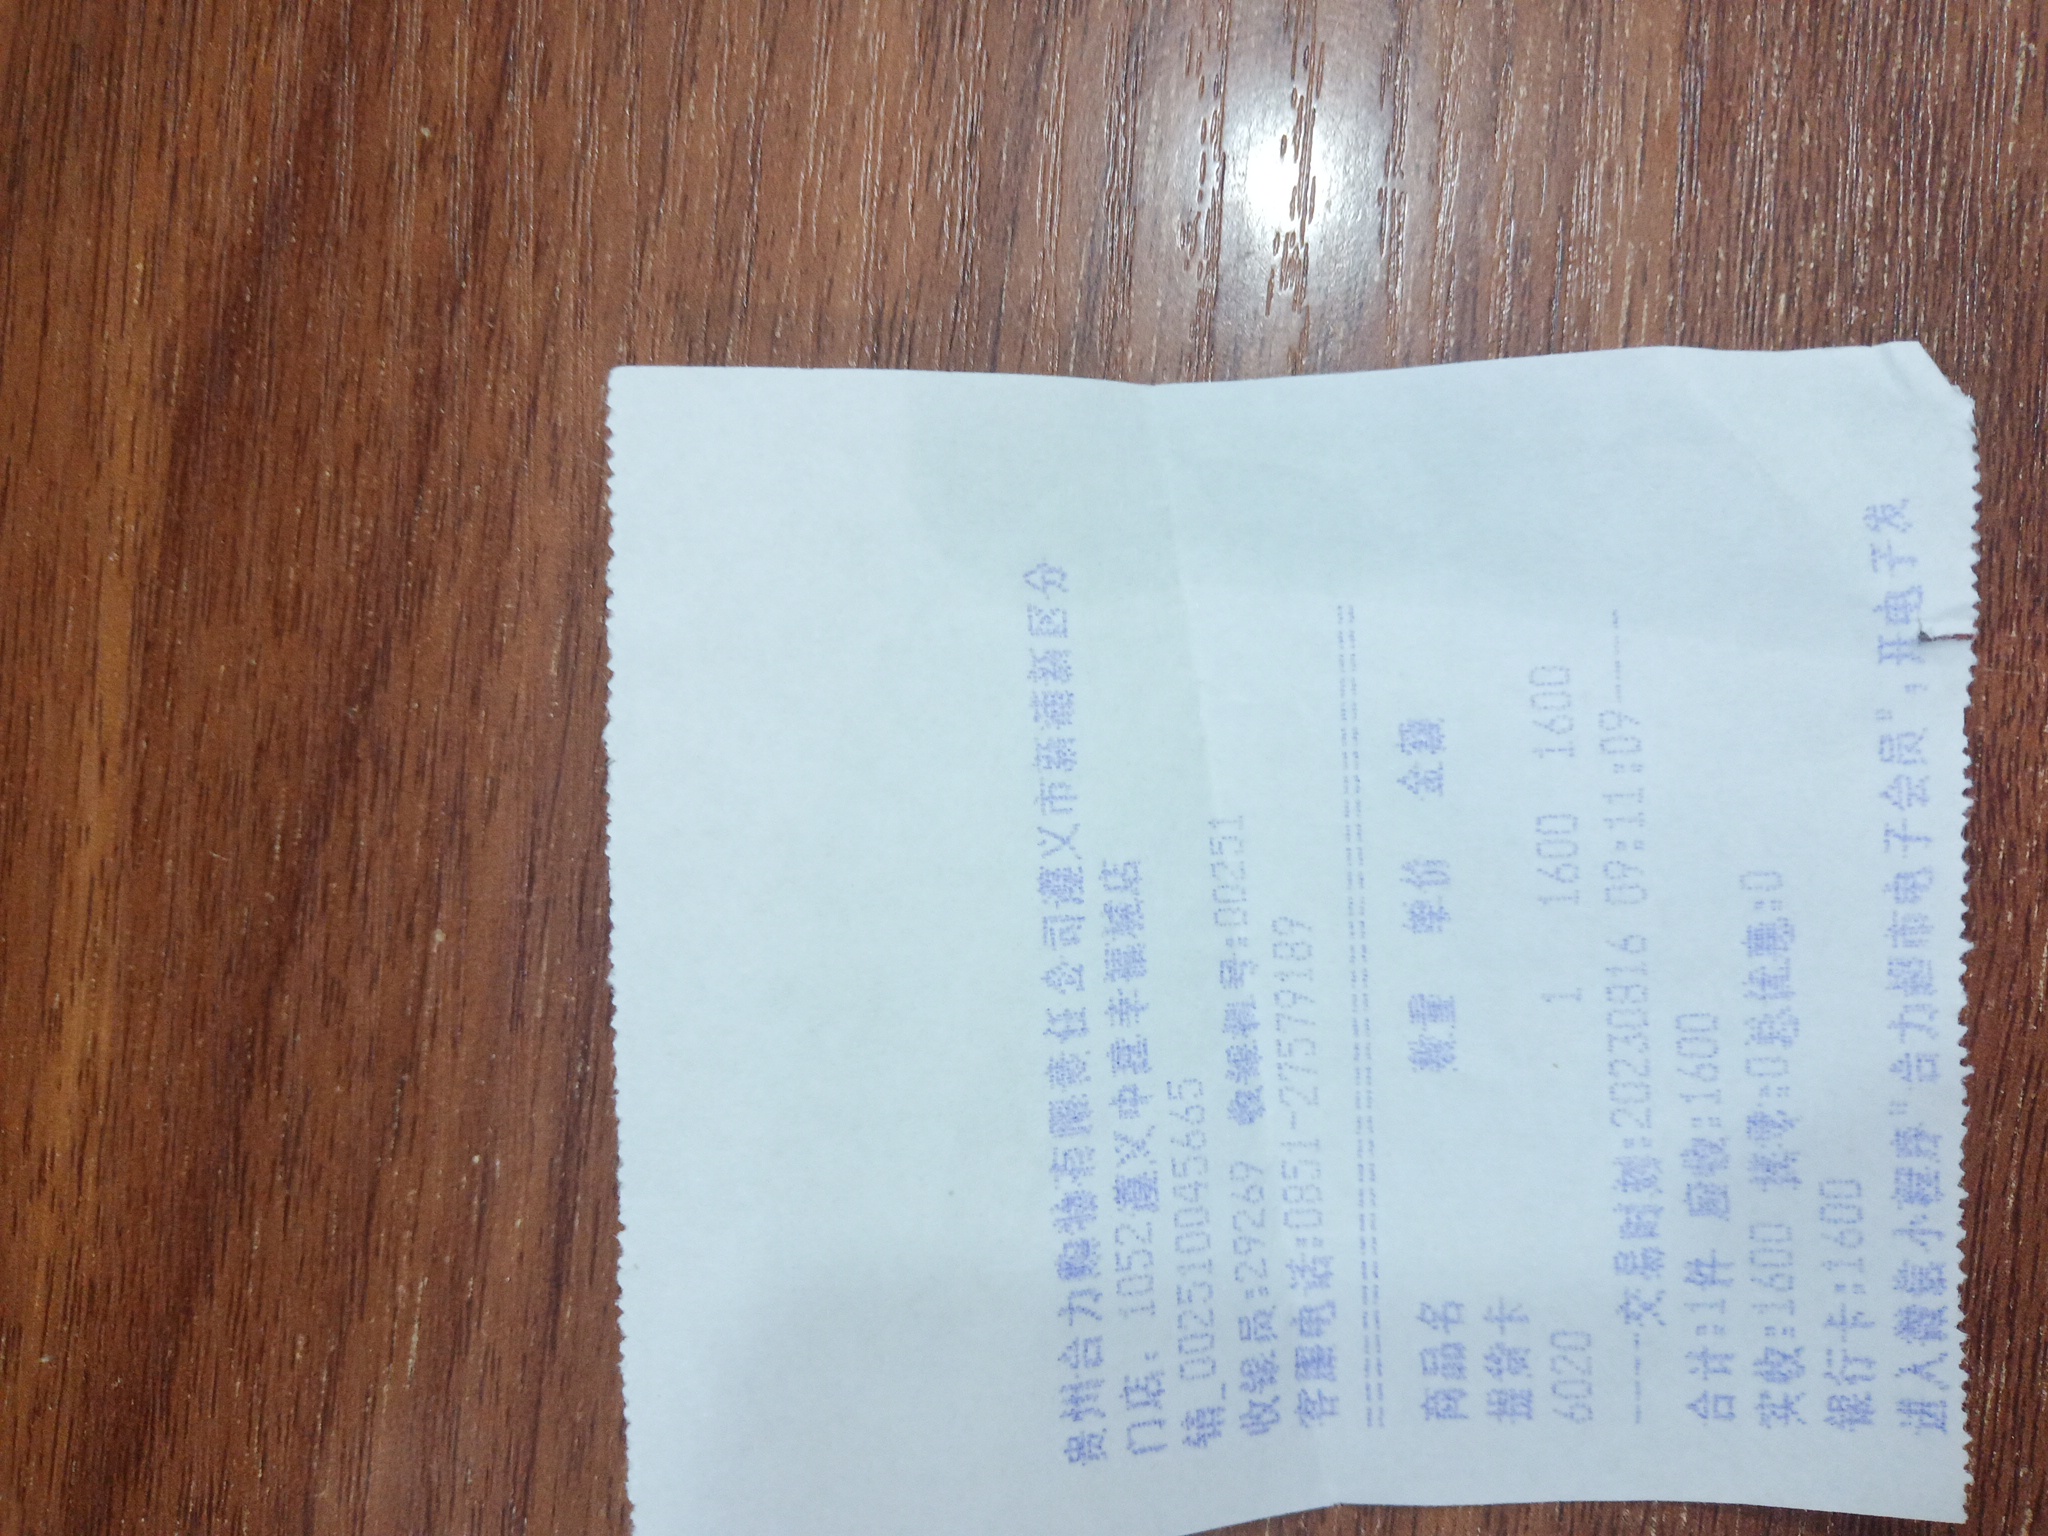 贵州合力购物有限责任公司遵义市新蒲新区分
门店:1052遵义中建幸福城店
销_002510045665
收银员:29269 收银机号:00251
客服电话:0851-27579189
==============================
商品名 数量 单价 金额
提货卡
6020 1 1600 1600
-----交易时刻:20230816 09:11:09-----
合计:1件 应收:1600
实收:1600 找零:0总优惠:0
银行卡:1600
进入微信小程序"合力超市电子会员",开电子发